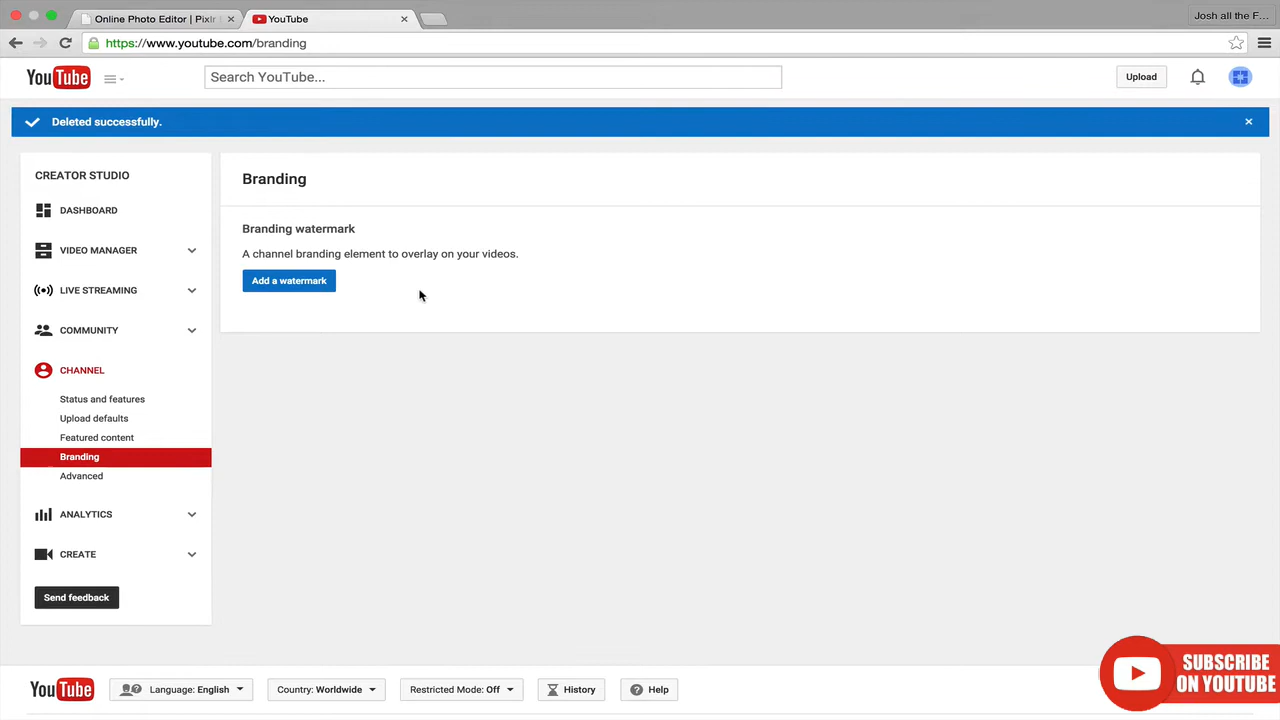 Online Photo Editor | Pixlr
YouTube
Josh all the F...
https://www.youtube.com/branding
YouTube
Search YouTube...
Upload
Deleted successfully.
CREATOR STUDIO
DASHBOARD
VIDEO MANAGER
LIVE STREAMING
COMMUNITY
CHANNEL
Status and features
Upload defaults
Featured content
Branding
Advanced
ANALYTICS
CREATE
Send feedback
Branding
Branding watermark
A channel branding element to overlay on your videos.
Add a watermark
YouTube
Language: English
Country: Worldwide
Restricted Mode: Off
History
Help
SUBSCRIBE
ON YOUTUBE